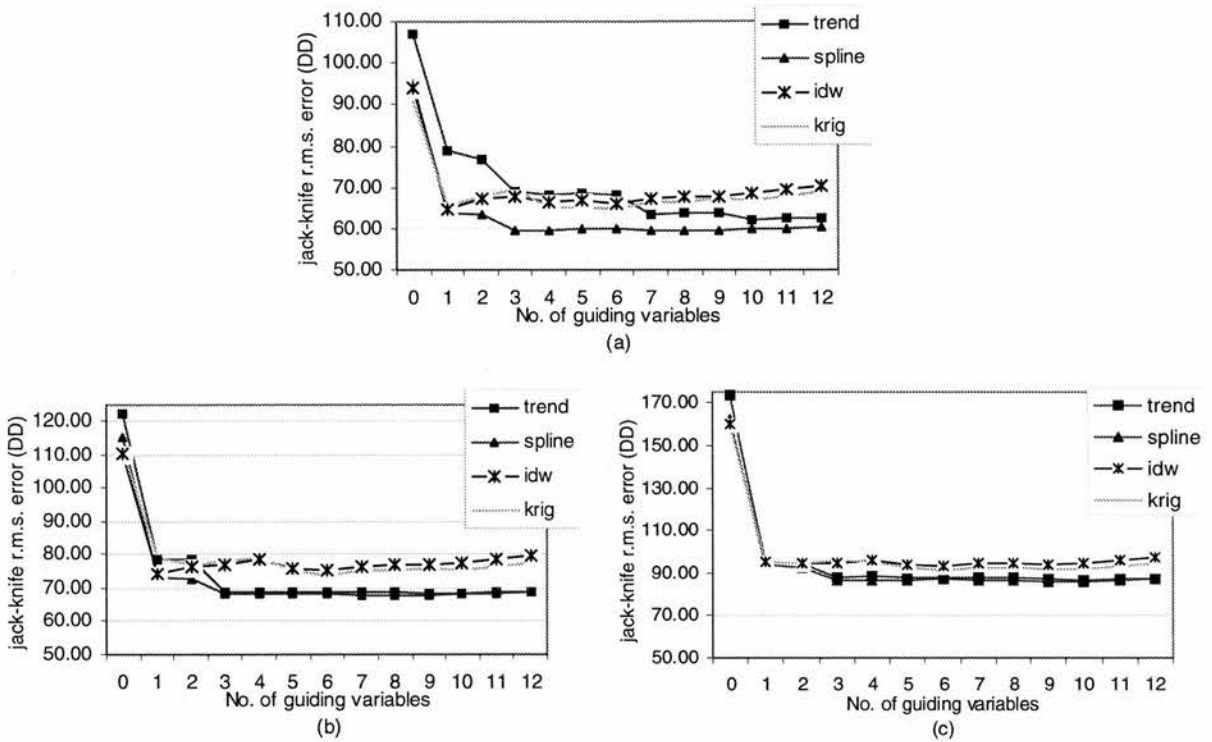 110.00
100.00
90.00
80.00
70.00
60.00
50.00
jack-knife r.m.s. error (DD)
trend
spline
idw
krig
0 1 2 3 4 5 6 7 8 9 10 11 12
No. of guiding variables
(a)
120.00
110.00
100.00
90.00
80.00
70.00
60.00
50.00
jack-knife r.m.s. error (DD)
trend
spline
idw
krig
0 1 2 3 4 5 6 7 8 9 10 11 12
No. of guiding variables
(b)
170.00
150.00
130.00
110.00
90.00
70.00
50.00
jack-knife r.m.s. error (DD)
trend
spline
idw
krig
0 1 2 3 4 5 6 7 8 9 10 11 12
No. of guiding variables
(c)